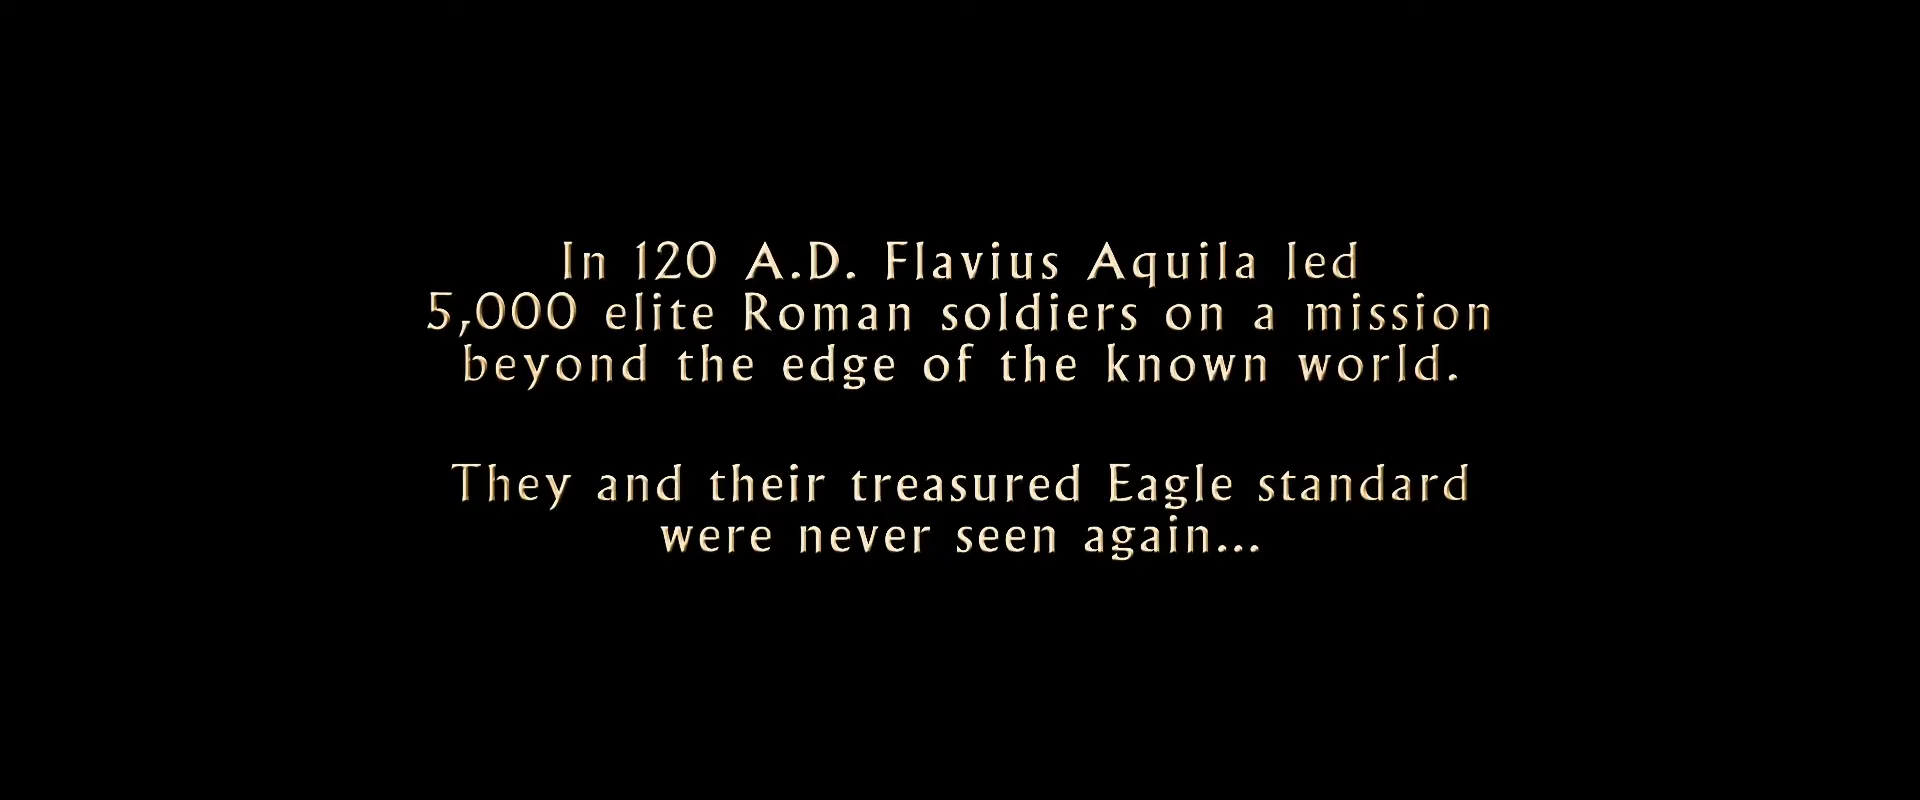 In 120 A.D. Flavius Aquila led
5,000 elite Roman soldiers on a mission
beyond the edge of the known world.
They and their treasured Eagle standard
were never seen again...